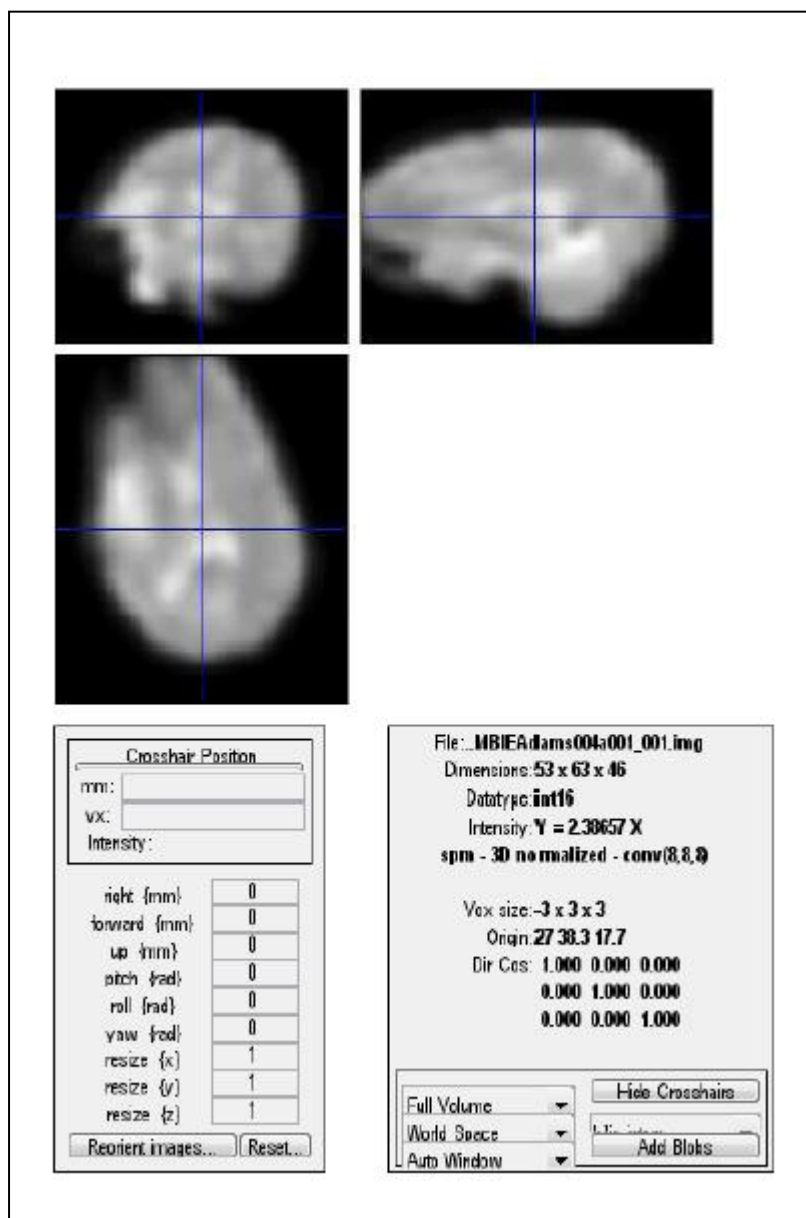 Crosshair Position
mm:
vx:
Intensity:
right {mm} 0
forward {mm} 0
up {mm} 0
pitch {rad} 0
roll {rad} 0
yaw {rad} 0
resize {x} 1
resize {y} 1
resize {z} 1
Reorient images... Reset...
File: ..MBIEAdams004a001_001.img
Dimensions: 53 x 63 x 46
Datatype: int16
Intensity: Y = 2.38657 X
spm - 3D normalized - conv(8,8,8)
Vox size: -3 x 3 x 3
Origin: 27 38.3 17.7
Dir Cos: 1.000 0.000 0.000
0.000 1.000 0.000
0.000 0.000 1.000
Full Volume
World Space
Auto Window
Hide Crosshairs
Add Blobs